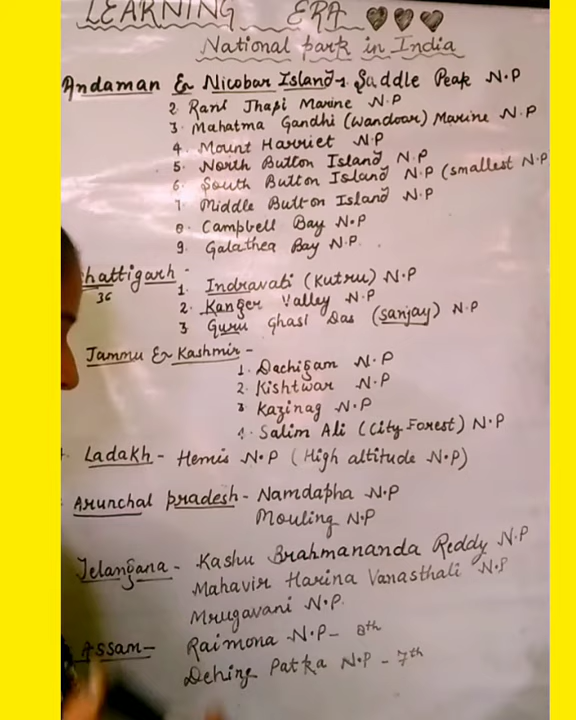 LEARNING ERA
National park in India
Andaman & Nicobar Island 1. Saddle Peak N.P
2. Rani Jhapi Marine N.P
3. Mahatma Gandhi (Wandoor) Marine N.P
4. Mount Harriet N.P
5. North Button Island N.P
6. South Button Island N.P (smallest N.P
7. Middle Button Island N.P
8. Campbell Bay N.P
9. Galathea Bay N.P.
hattigarh -
36
1. Indravati (Kutru) N.P
2. Kanger Valley N.P
3 Guru Ghasi Das (Sanjay) N.P
Jammu & Kashmir -
1. Dachigam N.P
2. Kishtwar N.P
3 Kazinag N.P
4. Salim Ali (City Forest) N.P
Ladakh - Hemis N.P (High altitude N.P)
Arunchal pradesh - Namdapha N.P
Mouling N.P
Telangana - Kashu Brahmananda Reddy N.P
Mahavir Harina Vanasthali N.P
Mrugavani N.P.
Assam - Raimona N.P - 8th
Dehing Patka N.P - 7th